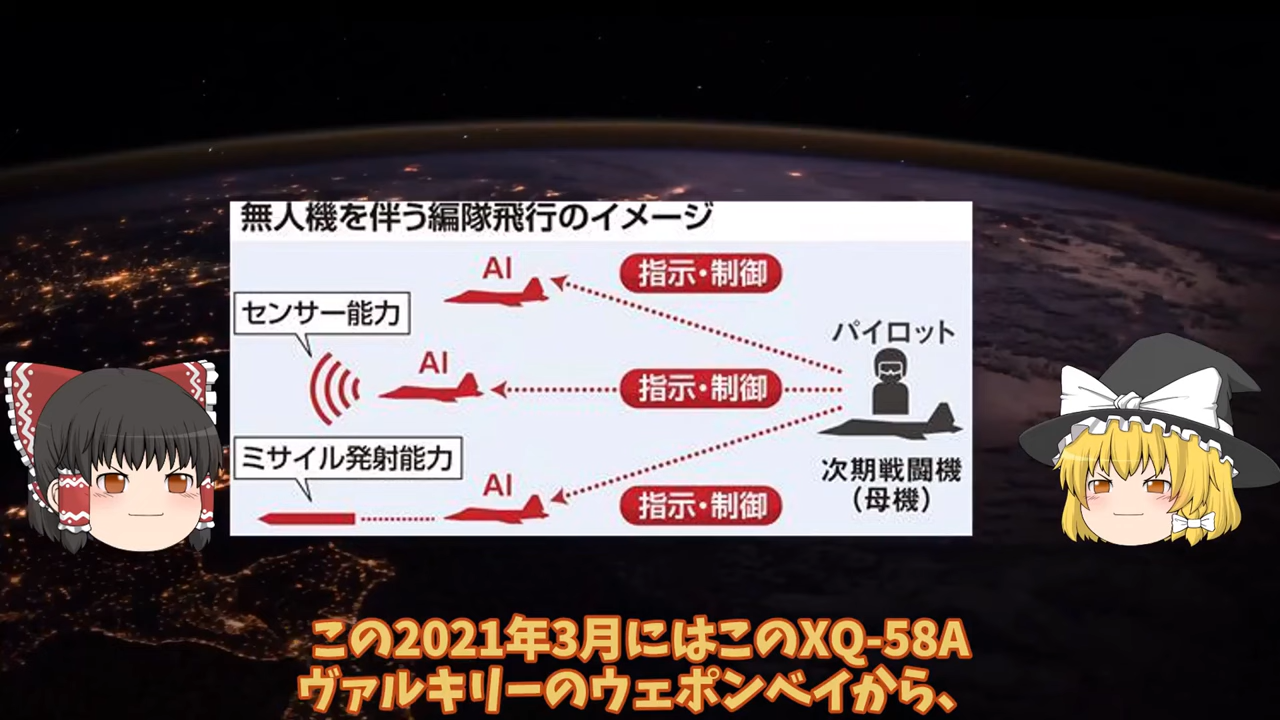 無人機を伴う編隊飛行のイメージ
AI
指示・制御
センサー能力
パイロット
AI
指示・制御
ミサイル発射能力
次期戦闘機
(母機)
AI
指示・制御
この2021年3月にはこのXQ-58A
ヴァルキリーのウェポンベイから、